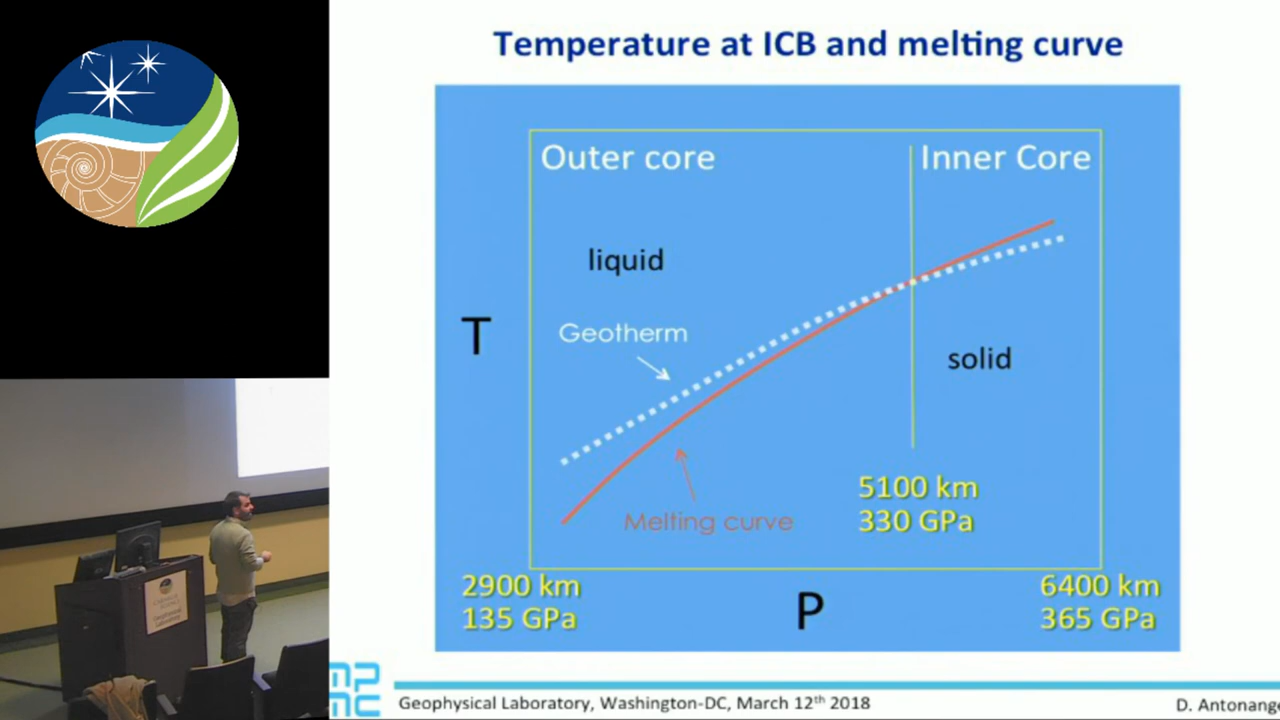 Temperature at ICB and melting curve
Outer core
Inner Core
liquid
Geotherm
T
solid
5100 km
330 GPa
Melting curve
2900 km
135 GPa
P
6400 km
365 GPa
Geophysical Laboratory, Washington-DC, March 12th 2018
D. Antonange